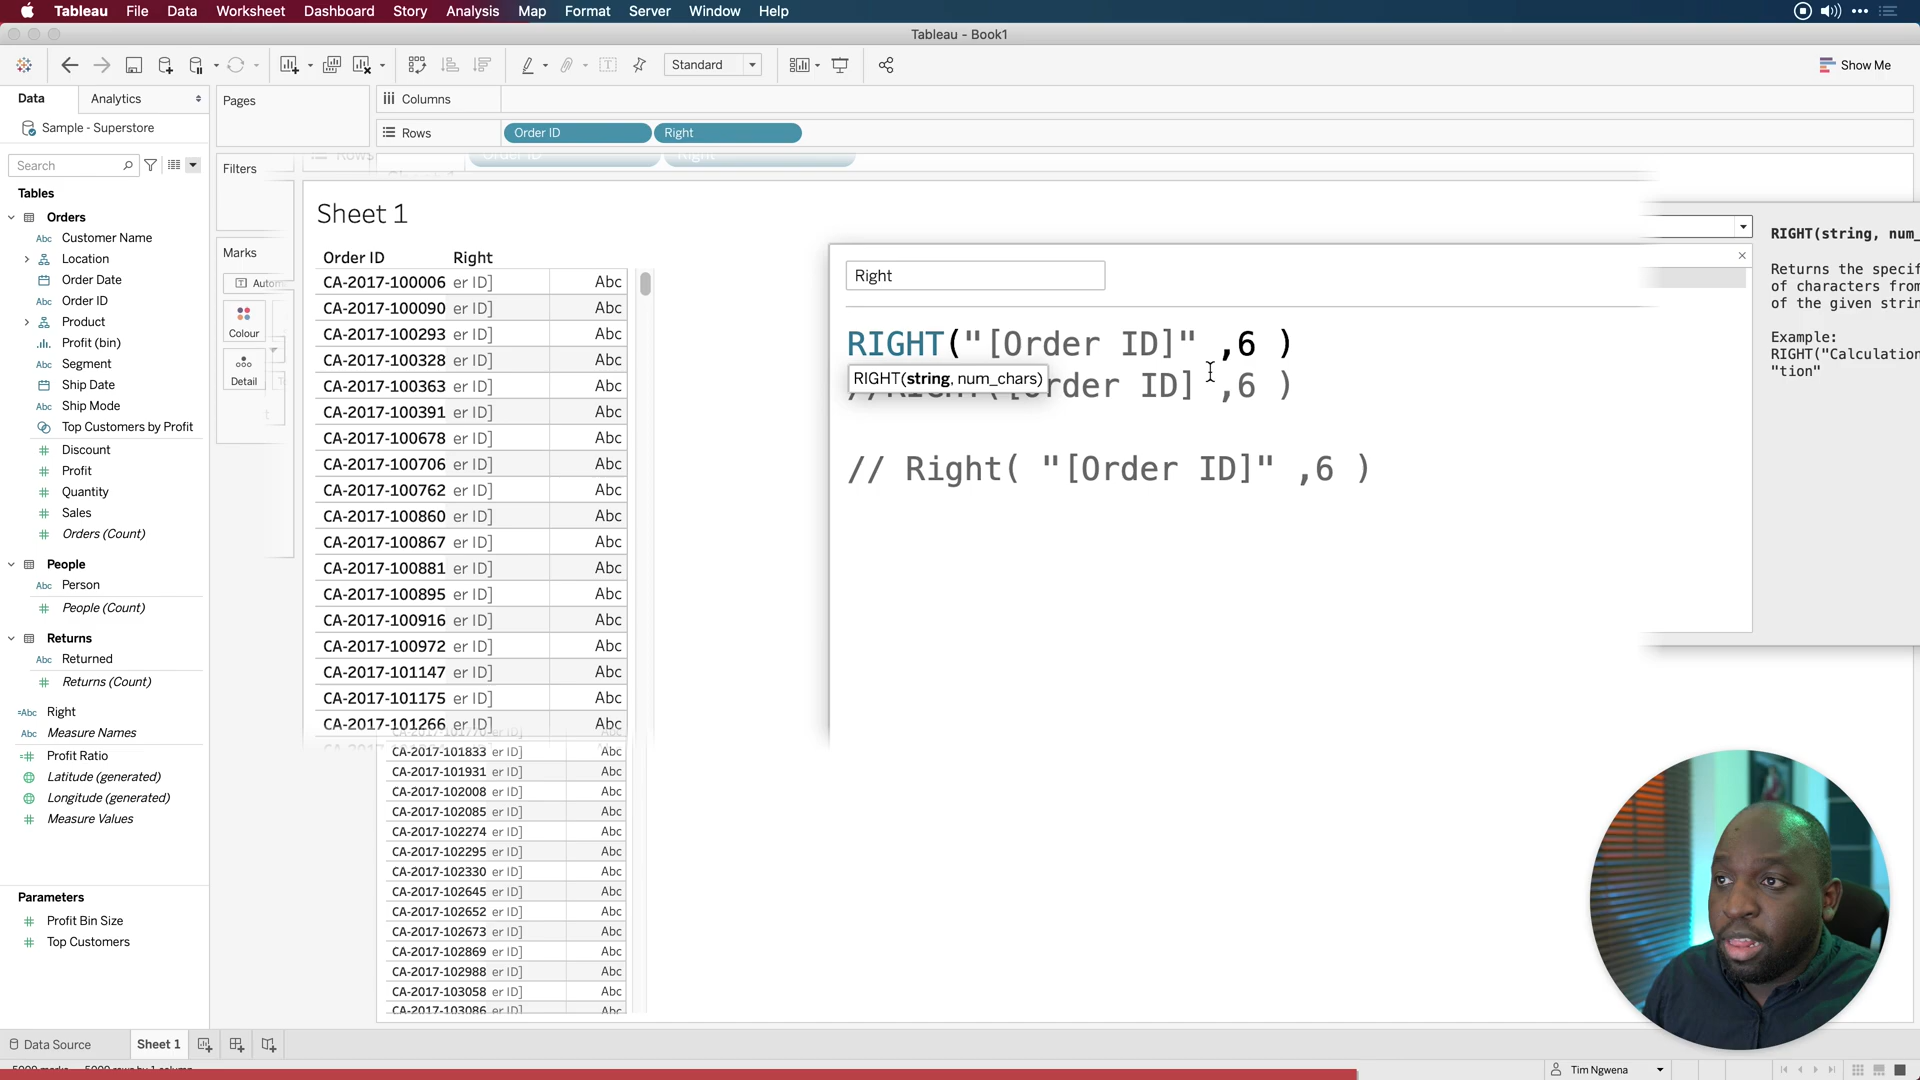 Tableau File Data Worksheet Dashboard Story Analysis Map Format Server Window Help
Tableau - Book1
Standard
Show Me
Data Analytics
Pages
Columns
Sample - Superstore
Rows Order ID Right
Search
Filters
Tables
Orders
Customer Name
Location
Order Date
Order ID
Product
Profit (bin)
Segment
Ship Date
Ship Mode
Top Customers by Profit
Discount
Profit
Quantity
Sales
Orders (Count)
People
Person
People (Count)
Returns
Returned
Returns (Count)
Right
Measure Names
Profit Ratio
Latitude (generated)
Longitude (generated)
Measure Values
Parameters
Profit Bin Size
Top Customers
Marks
Colour
Detail
Sheet 1
Order ID Right
CA-2017-100006 er ID] Abc
CA-2017-100090 er ID] Abc
CA-2017-100293 er ID] Abc
CA-2017-100328 er ID] Abc
CA-2017-100363 er ID] Abc
CA-2017-100391 er ID] Abc
CA-2017-100678 er ID] Abc
CA-2017-100706 er ID] Abc
CA-2017-100762 er ID] Abc
CA-2017-100860 er ID] Abc
CA-2017-100867 er ID] Abc
CA-2017-100881 er ID] Abc
CA-2017-100895 er ID] Abc
CA-2017-100916 er ID] Abc
CA-2017-100972 er ID] Abc
CA-2017-101147 er ID] Abc
CA-2017-101175 er ID] Abc
CA-2017-101266 er ID] Abc
CA-2017-101833 er ID] Abc
CA-2017-101931 er ID] Abc
CA-2017-102008 er ID] Abc
CA-2017-102085 er ID] Abc
CA-2017-102274 er ID] Abc
CA-2017-102295 er ID] Abc
CA-2017-102330 er ID] Abc
CA-2017-102645 er ID] Abc
CA-2017-102652 er ID] Abc
CA-2017-102673 er ID] Abc
CA-2017-102869 er ID] Abc
CA-2017-102988 er ID] Abc
CA-2017-103058 er ID] Abc
CA-2017-103086 er ID] Abc
Right
RIGHT("[Order ID]" ,6 )
RIGHT(string, num_chars)
ID] ,6 )
// Right( "[Order ID]" ,6 )
RIGHT(string, num_
Returns the specif
of characters from
of the given strin
Example:
RIGHT("Calculation
"tion"
Data Source Sheet 1
Tim Ngwena